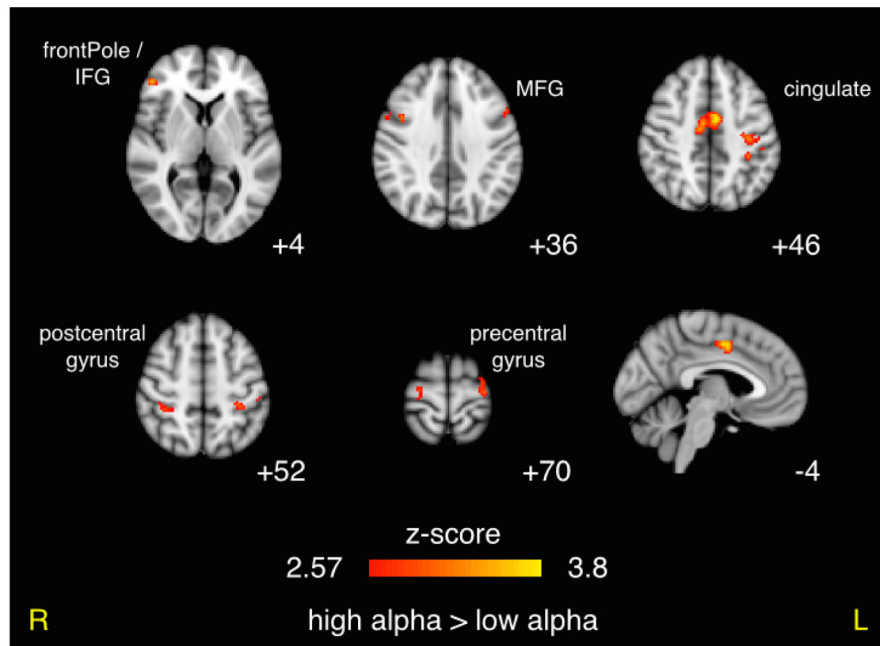 frontPole /
IFG
MFG
cingulate
+4
+36
+46
postcentral
gyrus
precentral
gyrus
+52
+70
-4
z-score
2.57
3.8
R
high alpha > low alpha
L